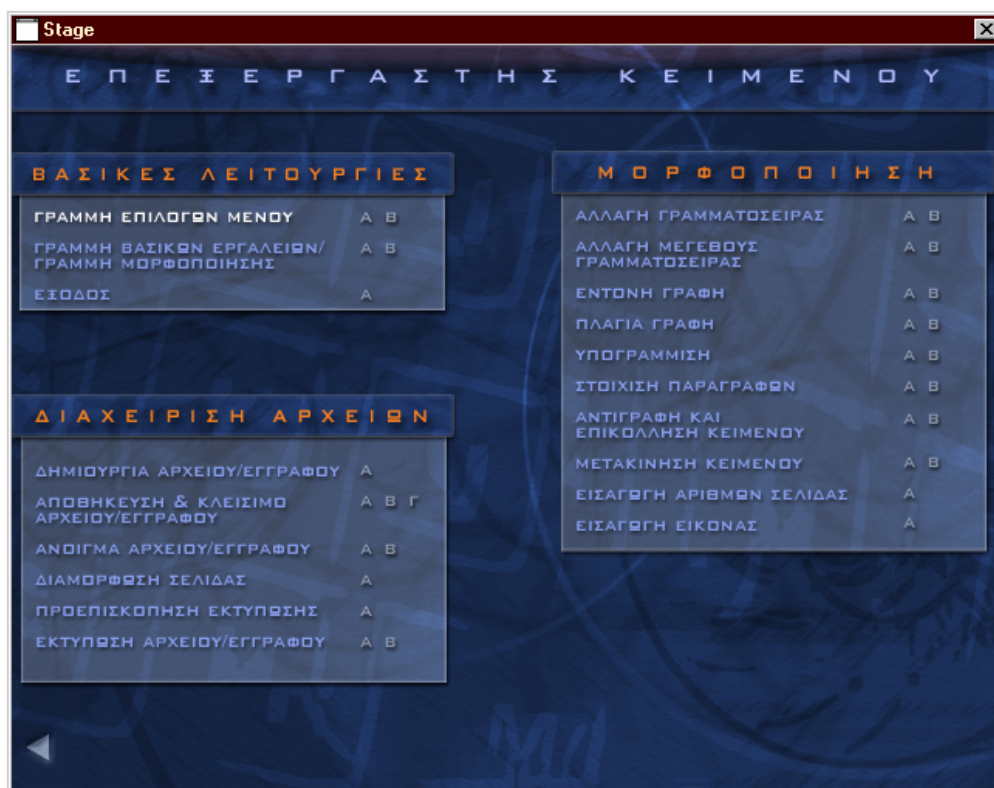 Stage
ΕΠΕΞΕΡΓΑΣΤΗΣ ΚΕΙΜΕΝΟΥ
ΒΑΣΙΚΕΣ ΛΕΙΤΟΥΡΓΙΕΣ
ΓΡΑΜΜΗ ΕΠΙΛΟΓΩΝ ΜΕΝΟΥ Α Β
ΓΡΑΜΜΗ ΒΑΣΙΚΩΝ ΕΡΓΑΛΕΙΩΝ/ Α Β
ΓΡΑΜΜΗ ΜΟΡΦΟΠΟΙΗΣΗΣ
ΕΞΟΔΟΣ Α
ΔΙΑΧΕΙΡΙΣΗ ΑΡΧΕΙΩΝ
ΔΗΜΙΟΥΡΓΙΑ ΑΡΧΕΙΟΥ/ΕΓΓΡΑΦΟΥ Α
ΑΠΟΘΗΚΕΥΣΗ & ΚΛΕΙΣΙΜΟ Α Β Γ
ΑΡΧΕΙΟΥ/ΕΓΓΡΑΦΟΥ
ΑΝΟΙΓΜΑ ΑΡΧΕΙΟΥ/ΕΓΓΡΑΦΟΥ Α Β
ΔΙΑΜΟΡΦΩΣΗ ΣΕΛΙΔΑΣ Α
ΠΡΟΕΠΙΣΚΟΠΗΣΗ ΕΚΤΥΠΩΣΗΣ Α
ΕΚΤΥΠΩΣΗ ΑΡΧΕΙΟΥ/ΕΓΓΡΑΦΟΥ Α Β
ΜΟΡΦΟΠΟΙΗΣΗ
ΑΛΛΑΓΗ ΓΡΑΜΜΑΤΟΣΕΙΡΑΣ Α Β
ΑΛΛΑΓΗ ΜΕΓΕΘΟΥΣ Α Β
ΓΡΑΜΜΑΤΟΣΕΙΡΑΣ
ΕΝΤΟΝΗ ΓΡΑΦΗ Α Β
ΠΛΑΓΙΑ ΓΡΑΦΗ Α Β
ΥΠΟΓΡΑΜΜΙΣΗ Α Β
ΣΤΟΙΧΙΣΗ ΠΑΡΑΓΡΑΦΩΝ Α Β
ΑΝΤΙΓΡΑΦΗ ΚΑΙ Α Β
ΕΠΙΚΟΛΛΗΣΗ ΚΕΙΜΕΝΟΥ
ΜΕΤΑΚΙΝΗΣΗ ΚΕΙΜΕΝΟΥ Α Β
ΕΙΣΑΓΩΓΗ ΑΡΙΘΜΩΝ ΣΕΛΙΔΑΣ Α
ΕΙΣΑΓΩΓΗ ΕΙΚΟΝΑΣ Α